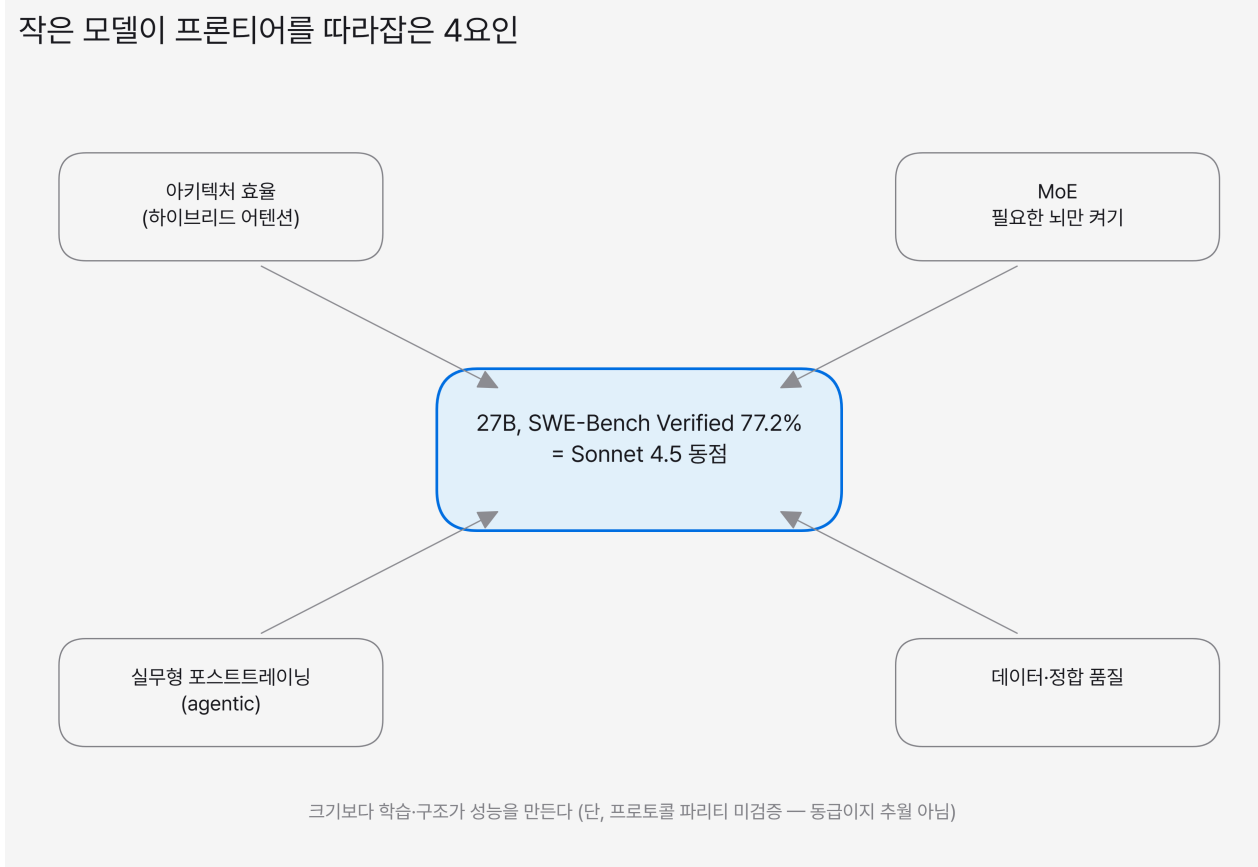 작은 모델이 프론티어를 따라잡은 4요인
아키텍처 효율
(하이브리드 어텐션)
MoE
필요한 뇌만 켜기
27B, SWE-Bench Verified 77.2%
= Sonnet 4.5 동점
실무형 포스트트레이닝
(agentic)
데이터·정합 품질
크기보다 학습·구조가 성능을 만든다 (단, 프로토콜 파리티 미검증 — 동급이지 추월 아님)